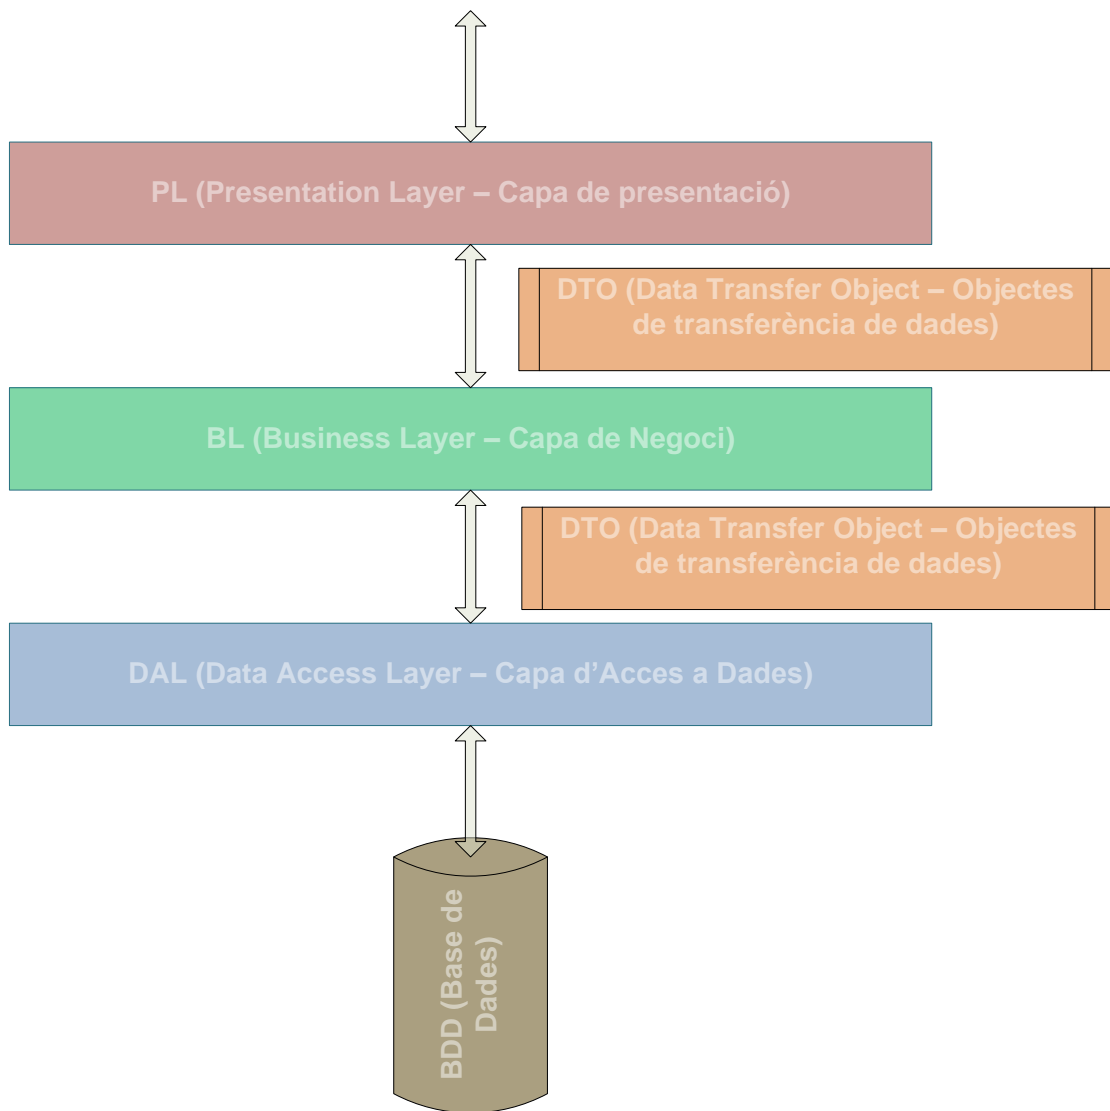 PL (Presentation Layer – Capa de presentació)
DTO (Data Transfer Object – Objectes
de transferència de dades)
BL (Business Layer – Capa de Negoci)
DTO (Data Transfer Object – Objectes
de transferència de dades)
DAL (Data Access Layer – Capa d’Acces a Dades)
BDD (Base de
Dades)